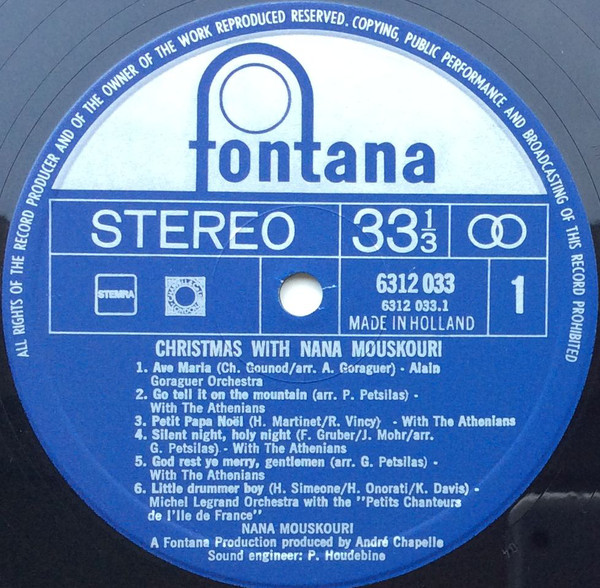 ALL RIGHTS OF THE RECORD PRODUCER AND OF THE OWNER OF THE WORK REPRODUCED RESERVED. COPYING, PUBLIC PERFORMANCE AND BROADCASTING OF THIS RECORD PROHIBITED
fontana
STEREO
33 1/3
STEMRA
6312 033
6312 033.1
MADE IN HOLLAND
1
CHRISTMAS WITH NANA MOUSKOURI
1. Ave Maria (Ch. Gounod/arr. A. Goraguer) - Alain
Goraguer Orchestra
2. Go tell it on the mountain (arr. P. Petsilas) -
With The Athenians
3. Petit Papa Noël (H. Martinet/R. Vincy) - With The Athenians
4. Silent night, holy night (F. Gruber/J. Mohr/arr.
G. Petsilas) - With The Athenians
5. God rest ye merry, gentlemen (arr. G. Petsilas) -
With The Athenians
6. Little drummer boy (H. Simeone/H. Onorati/K. Davis) -
Michel Legrand Orchestra with the "Petits Chanteurs
de l'Ile de France"
NANA MOUSKOURI
A Fontana Production produced by André Chapelle
Sound engineer: P. Houdebine